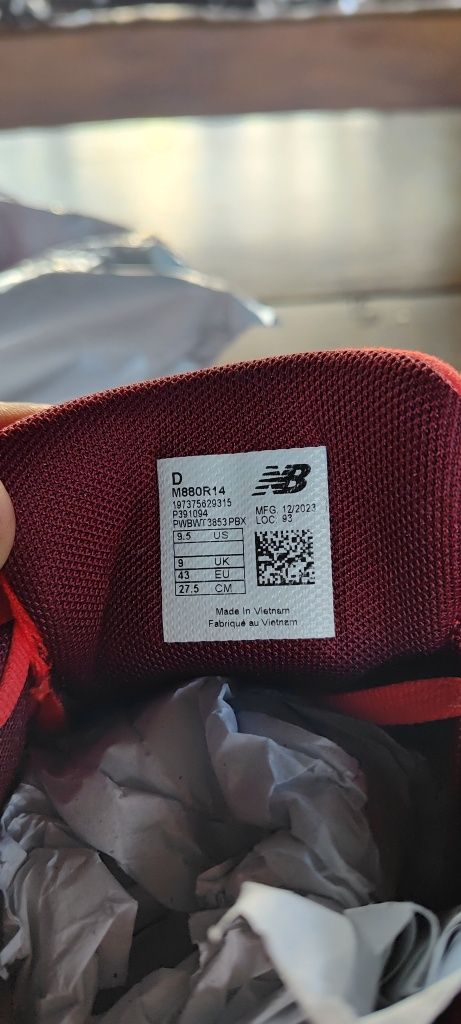 D
NB
M880R14
197375629315
P391094
MFG. 12/2023
PWBWT3853PBX
LOC. 93
9.5 US
9 UK
43 EU
27.5 CM
Made In Vietnam
Fabriqué au Vietnam